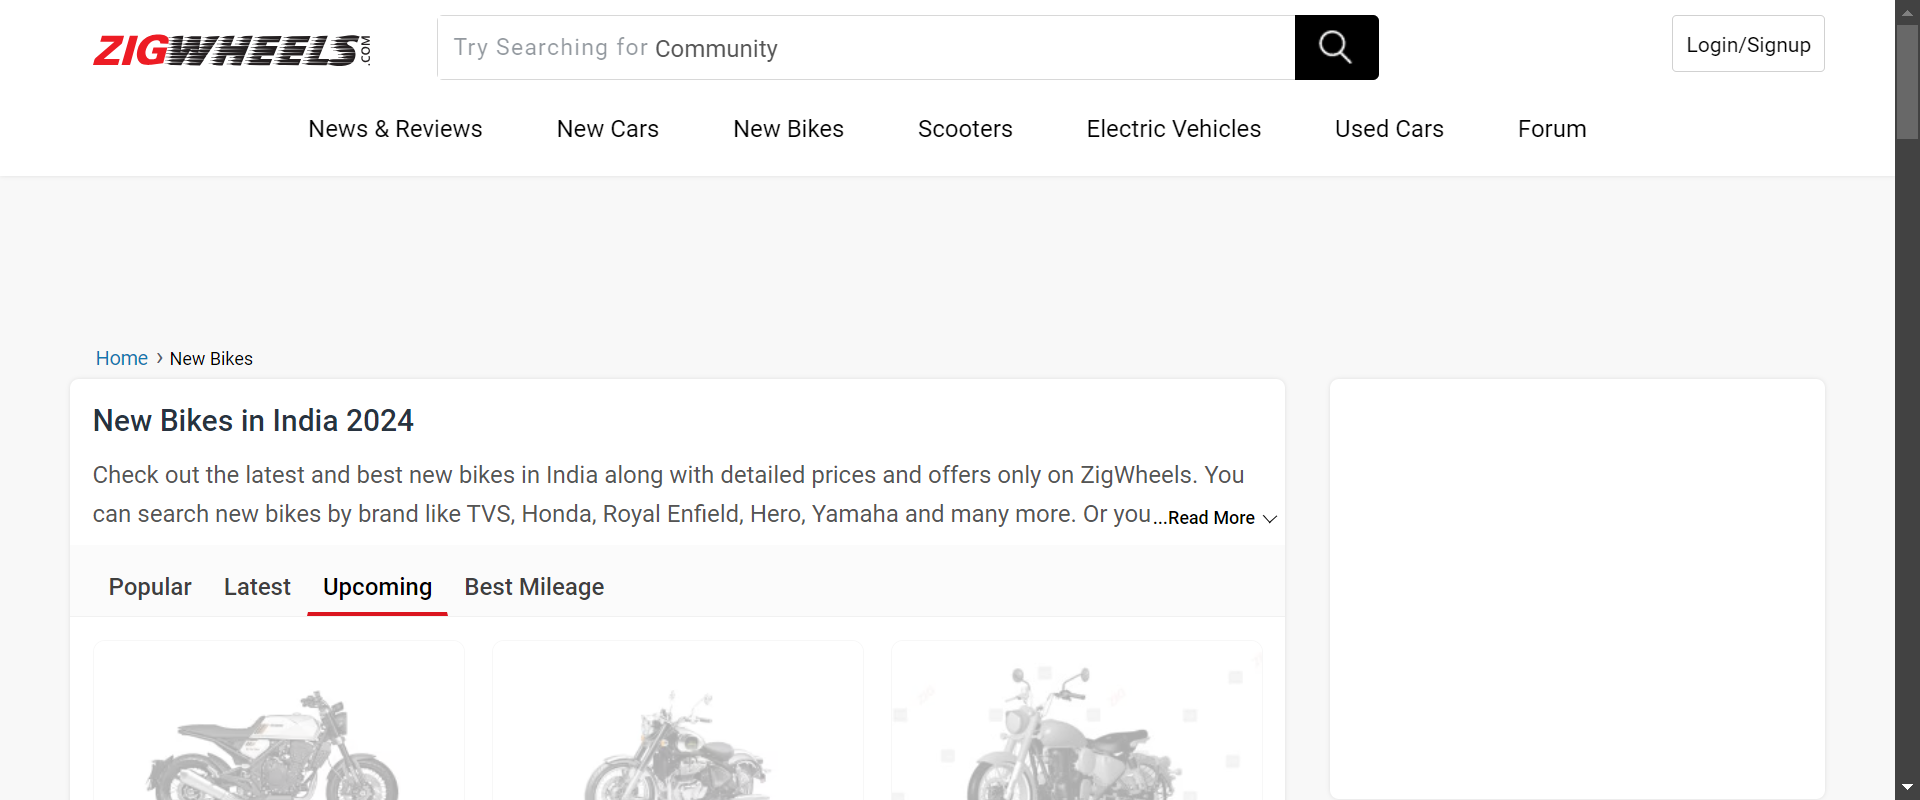 ZIGWHEELS.COM
Try Searching for Community
Login/Signup
News & Reviews New Cars New Bikes Scooters Electric Vehicles Used Cars Forum
Home › New Bikes
New Bikes in India 2024
Check out the latest and best new bikes in India along with detailed prices and offers only on ZigWheels. You
can search new bikes by brand like TVS, Honda, Royal Enfield, Hero, Yamaha and many more. Or you ...Read More
Popular Latest Upcoming Best Mileage